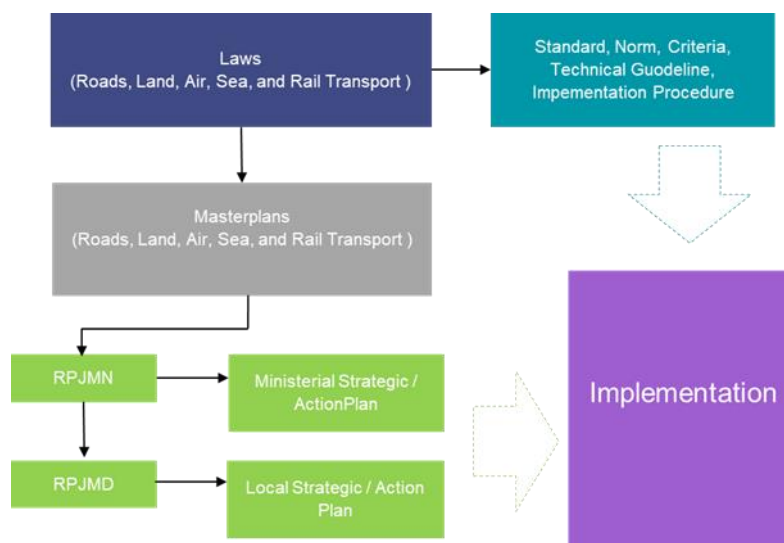 Laws
(Roads, Land, Air, Sea, and Rail Transport )
Standard, Norm, Criteria,
Technical Guodeline,
Impementation Procedure
Masterplans
(Roads, Land, Air, Sea, and Rail Transport )
RPJMN
Ministerial Strategic /
ActionPlan
Implementation
RPJMD
Local Strategic / Action
Plan